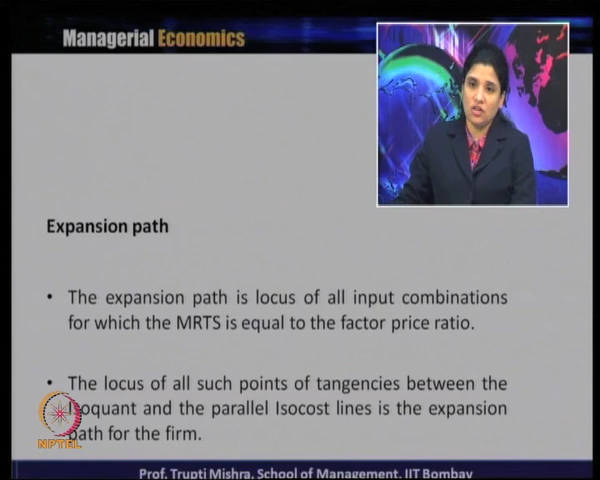 Managerial Economics
Expansion path
• The expansion path is locus of all input combinations
for which the MRTS is equal to the factor price ratio.
• The locus of all such points of tangencies between the
Isoquant and the parallel Isocost lines is the expansion
path for the firm.
NPTEL
Prof. Trupti Mishra, School of Management, IIT Bombay